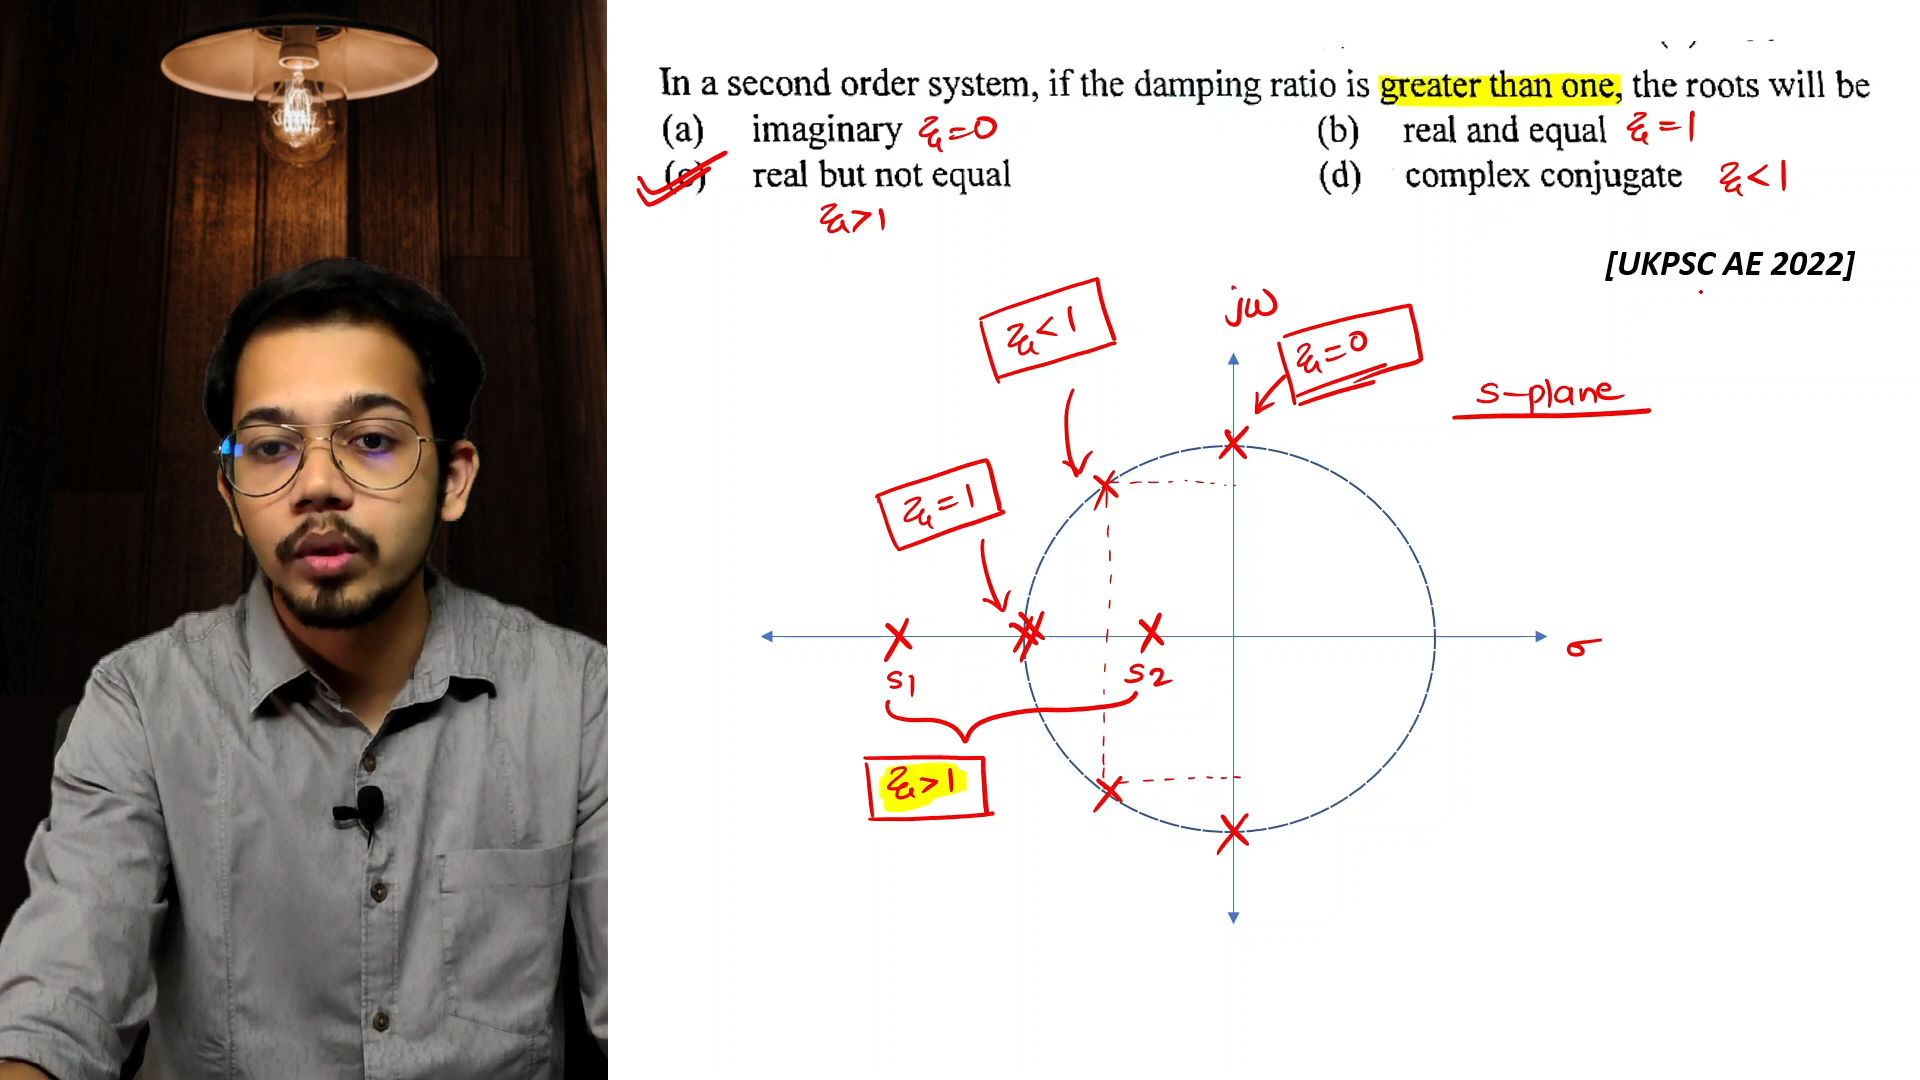 In a second order system, if the damping ratio is greater than one, the roots will be
(a) imaginary ξ=0 (b) real and equal ξ=1
(c) real but not equal (d) complex conjugate ξ<1
ξ>1
[UKPSC AE 2022]
jω
ξ<1
ξ=0
s-plane
ξ=1
σ
s1 s2
ξ>1